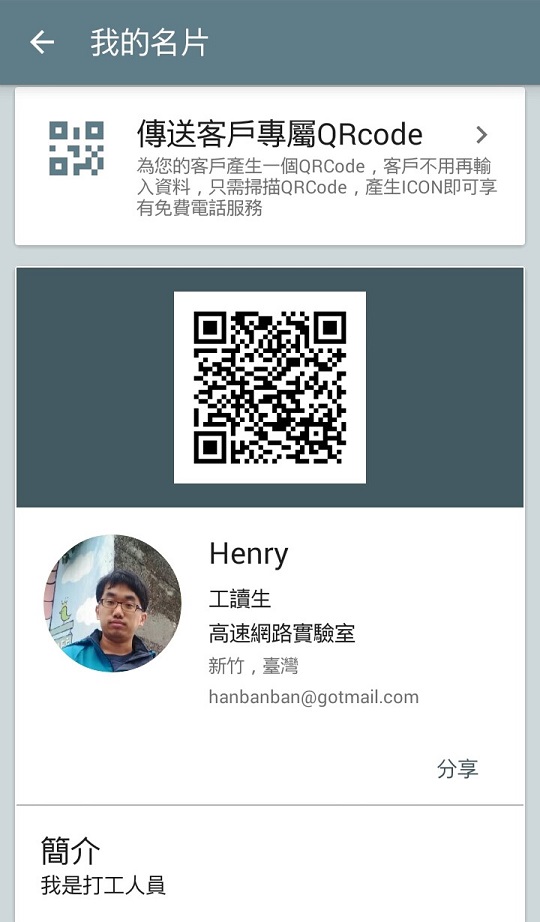 我的名片
傳送客戶專屬QRcode
為您的客戶產生一個QRCode，客戶不用再輸
入資料，只需掃描QRCode，產生ICON即可享
有免費電話服務
Henry
工讀生
高速網路實驗室
新竹，臺灣
hanbanban@gotmail.com
分享
簡介
我是打工人員